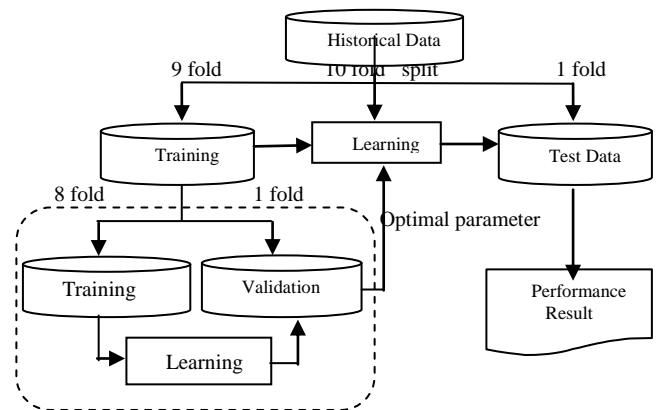 Historical Data
9 fold 10 fold split 1 fold
Training Learning Test Data
8 fold 1 fold
Optimal parameter
Training Validation
Performance
Result
Learning